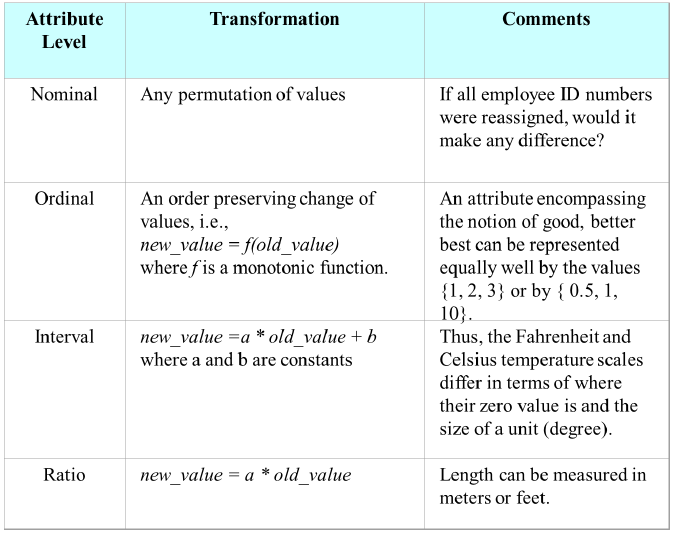 Attribute
Level
Transformation
Comments
Nominal
Any permutation of values
If all employee ID numbers
were reassigned, would it
make any difference?
Ordinal
An order preserving change of
values, i.e.,
new_value = f(old_value)
where f is a monotonic function.
An attribute encompassing
the notion of good, better
best can be represented
equally well by the values
{1, 2, 3} or by { 0.5, 1,
10}.
Interval
new_value =a * old_value + b
where a and b are constants
Thus, the Fahrenheit and
Celsius temperature scales
differ in terms of where
their zero value is and the
size of a unit (degree).
Ratio
new_value = a * old_value
Length can be measured in
meters or feet.